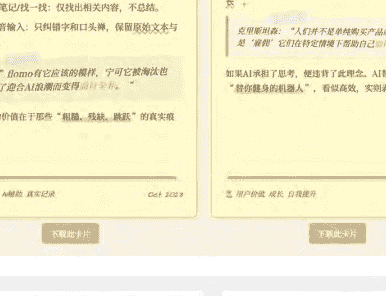 笔记/找一找：仅找出相关内容，不总结。
音输入：只纠错字和口头禅，保留原始文本与
”flomo有它应该的模样，宁可它被淘汰也
了迎合AI浪潮而变得
价值在于那些“粗糙、残缺、跳跃”的真实痕
AI辅助 真实记录
Oct 2023
下载此卡片
克里斯坦森：“人们并不是单纯购买产品
是“雇佣”它们在特定情境下帮助自己
如果AI承担了思考，便违背了此理念。AI
“替你健身的机器人”，看似高效，实则
用户价值 成长 自我提升
下载此卡片